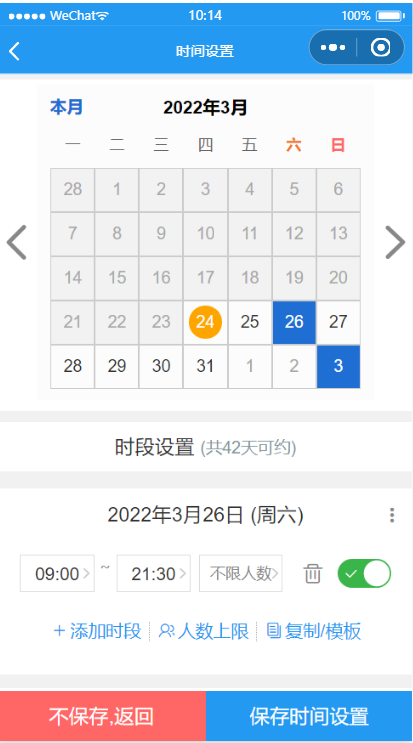 WeChat 10:14 100%
时间设置
本月 2022年3月
一 二 三 四 五 六 日
28 1 2 3 4 5 6
7 8 9 10 11 12 13
14 15 16 17 18 19 20
21 22 23 24 25 26 27
28 29 30 31 1 2 3
时段设置 (共42天可约)
2022年3月26日 (周六)
09:00 ~ 21:30 不限人数
+ 添加时段 人数上限 复制/模板
不保存,返回 保存时间设置